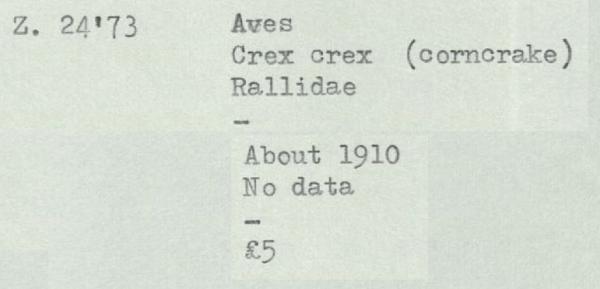 Z. 24'73 Aves
Crex crex (corncrake)
Rallidae
–
About 1910
No data
–
£5